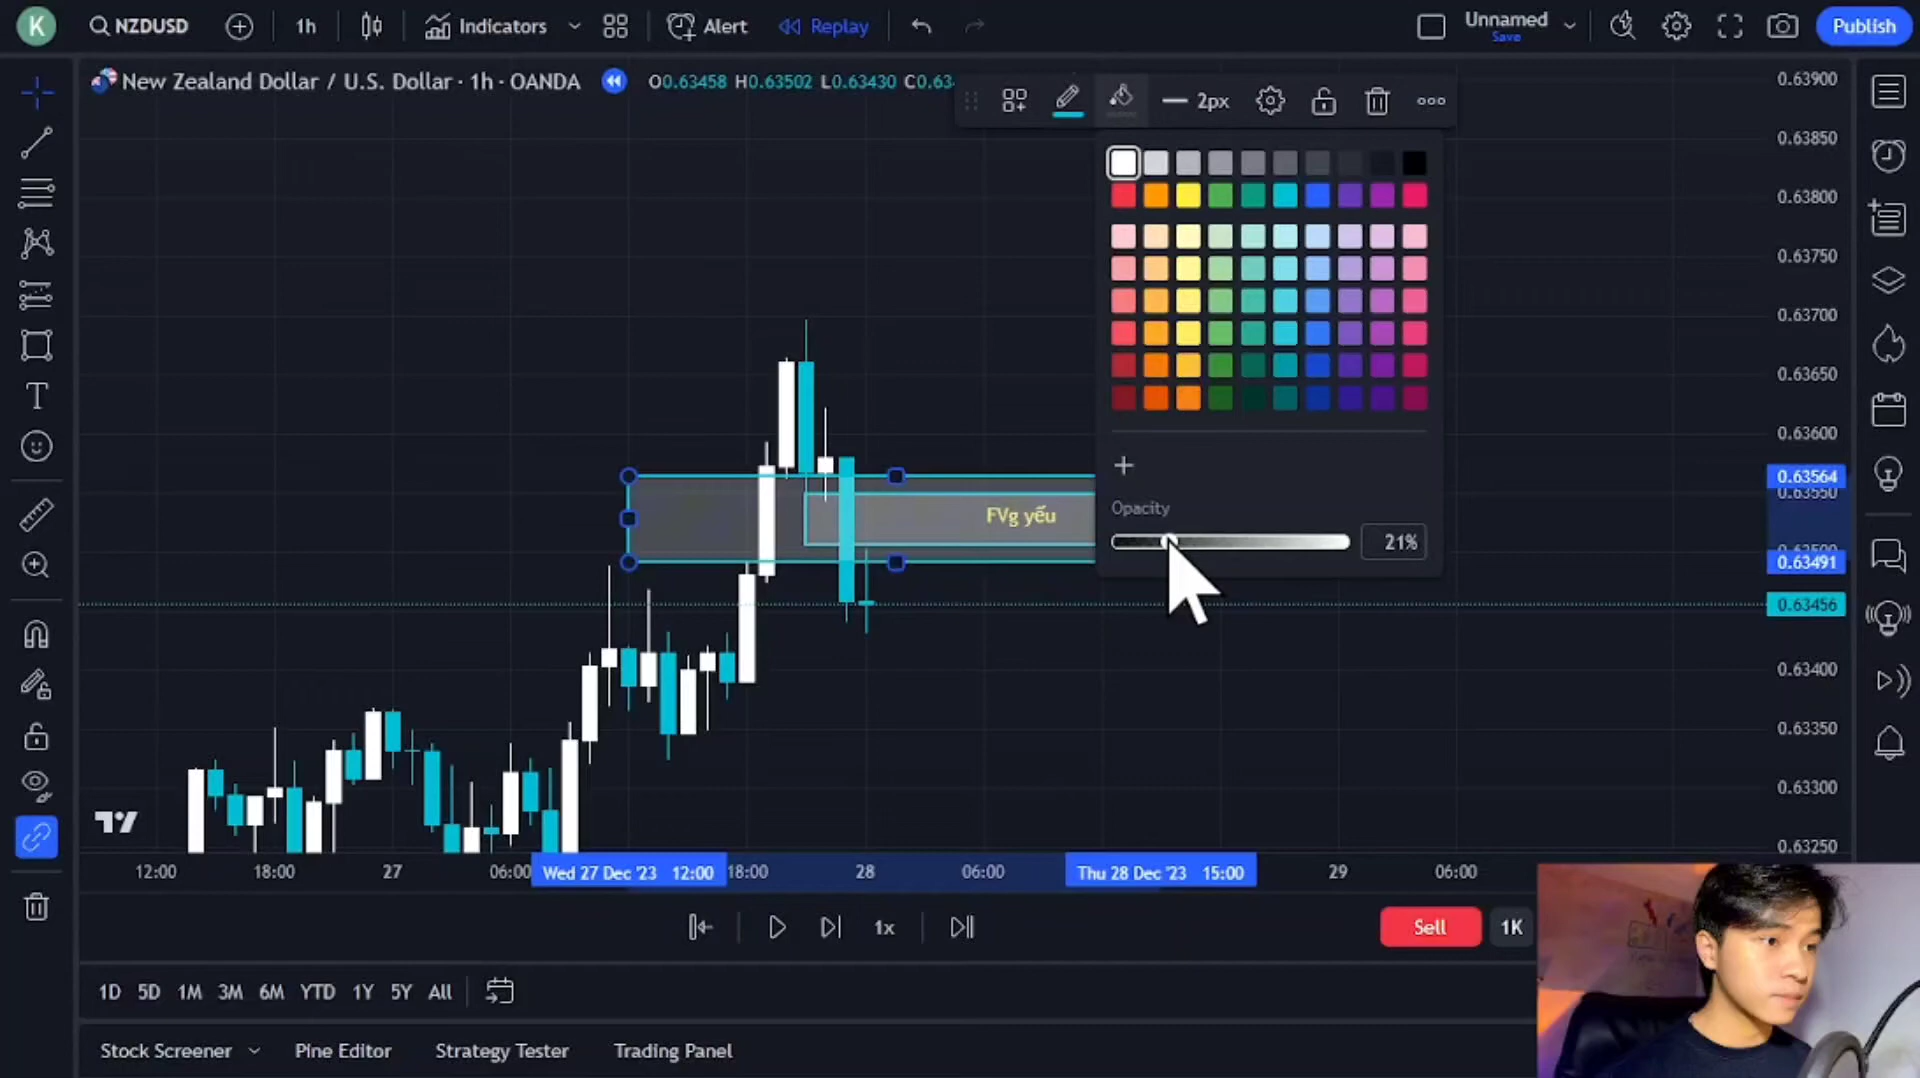 K
NZDUSD
1h
Indicators
Alert
Replay
Unnamed
Save
Publish
New Zealand Dollar / U.S. Dollar · 1h · OANDA
O0.63458 H0.63502 L0.63430 C0.63
2px
0.63900
0.63850
0.63800
0.63750
0.63700
0.63650
0.63600
0.63564
0.63550
FVg yếu
Opacity
21%
0.63491
0.63456
0.63400
0.63350
0.63300
0.63250
12:00
18:00
27
06:00
Wed 27 Dec '23 12:00
18:00
28
06:00
Thu 28 Dec '23 15:00
29
06:00
1x
Sell
1K
1D 5D 1M 3M 6M YTD 1Y 5Y All
Stock Screener
Pine Editor
Strategy Tester
Trading Panel